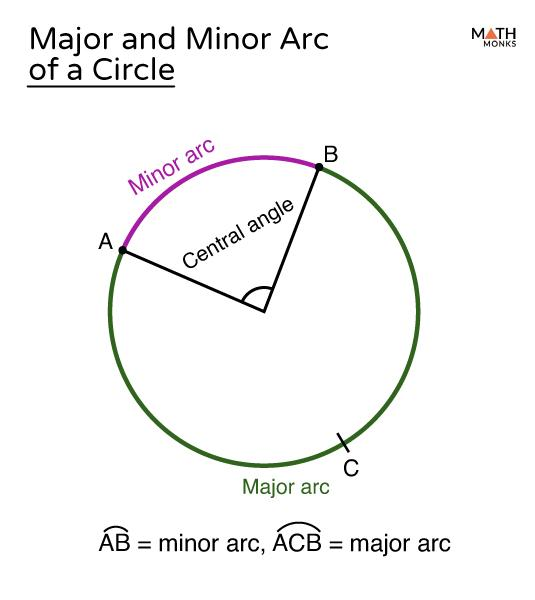 Major and Minor Arc
of a Circle
MATH
MONKS
Minor arc
B
A
Central angle
C
Major arc
AB = minor arc, ACB = major arc